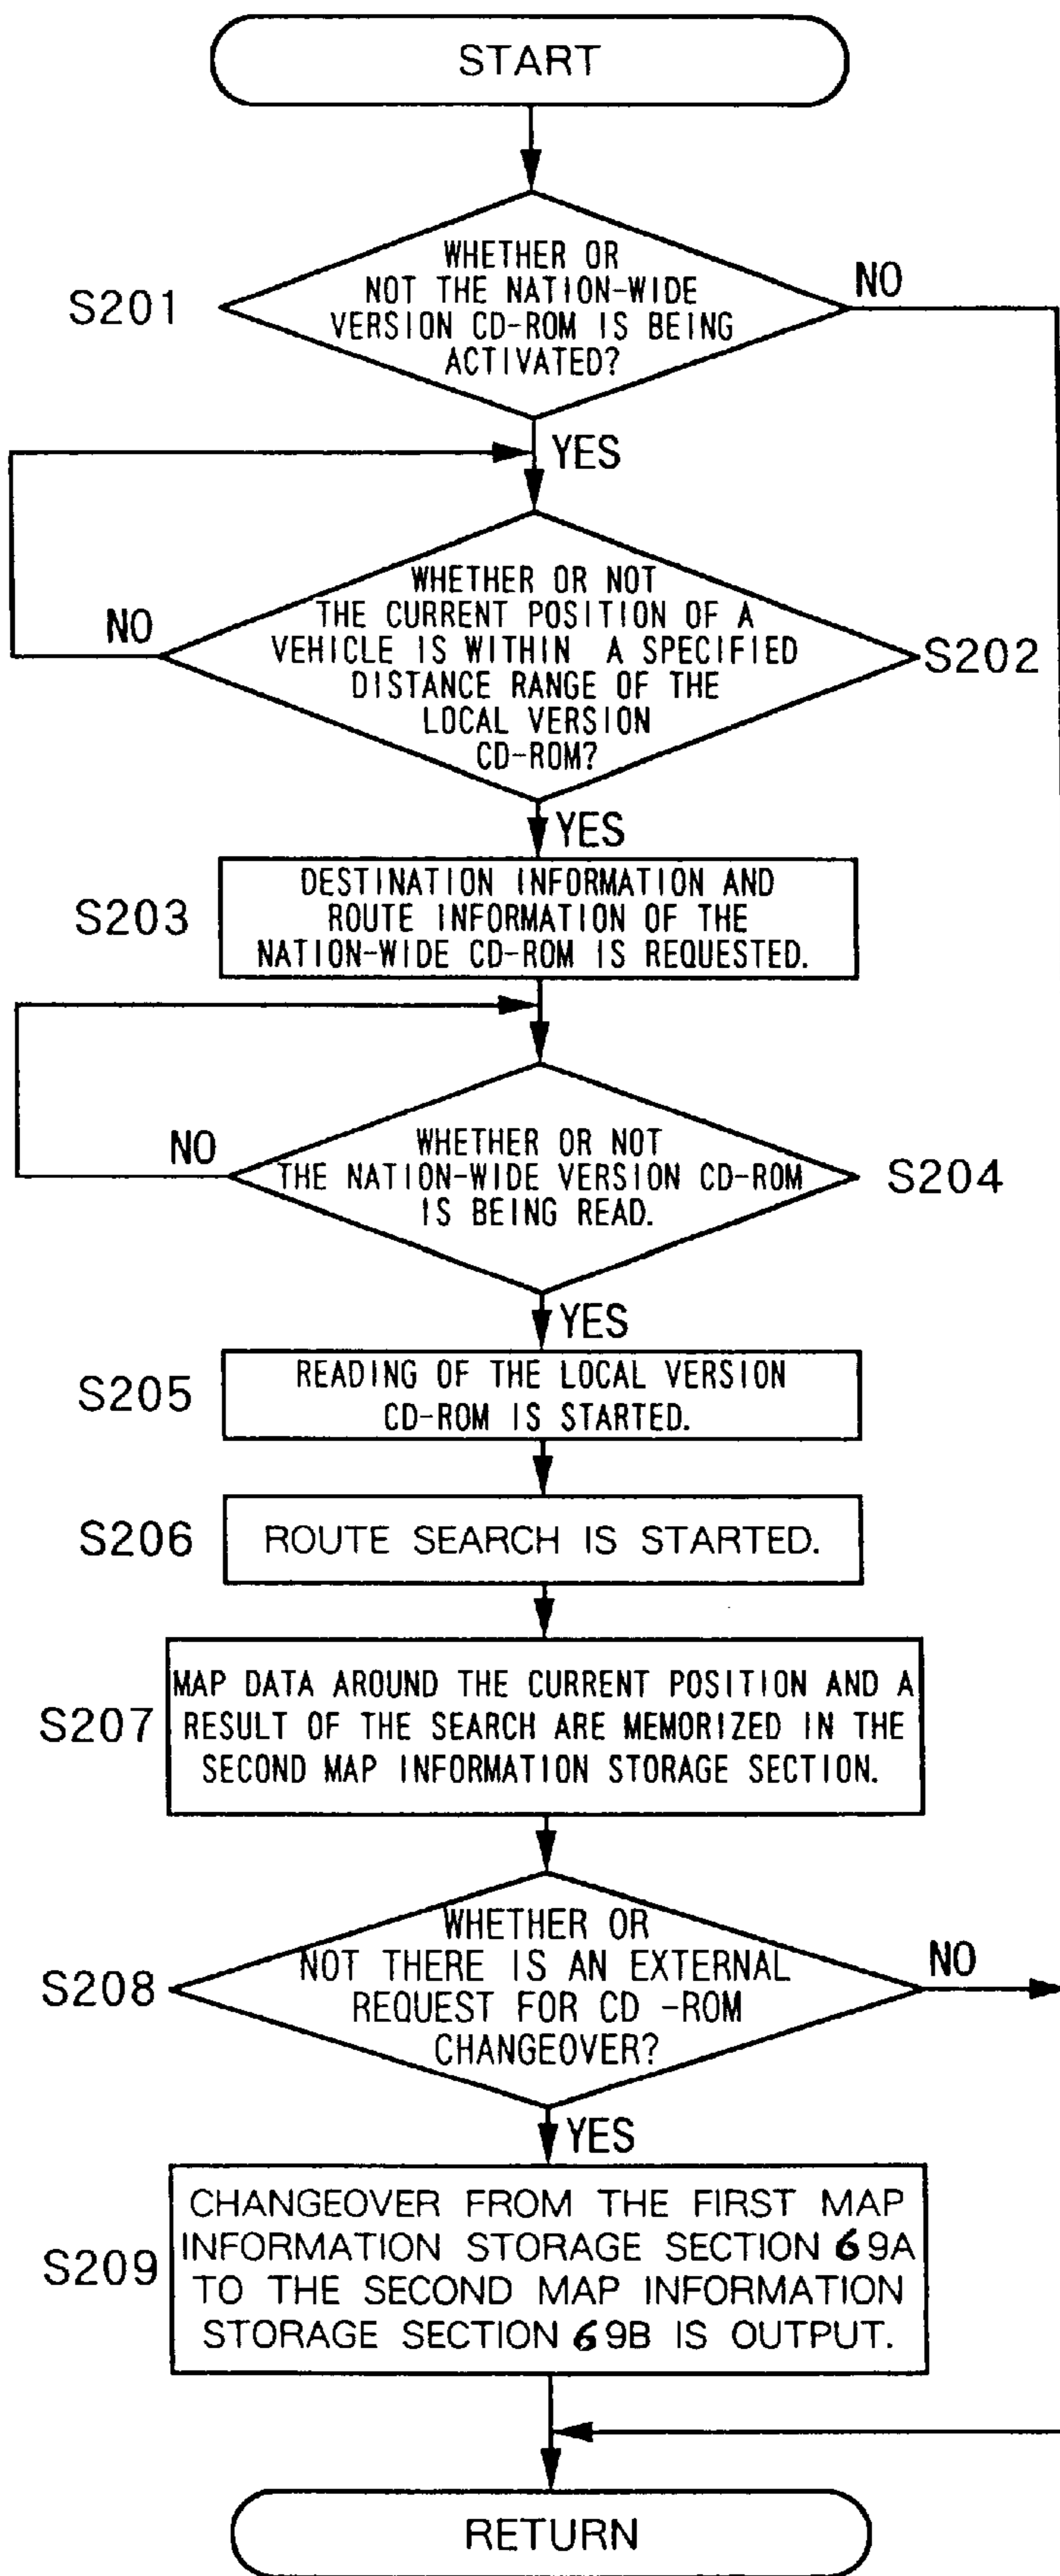 START
WHETHER OR
NOT THE NATION-WIDE
VERSION CD-ROM IS BEING
ACTIVATED?
S201
NO
YES
WHETHER OR NOT
THE CURRENT POSITION OF A
VEHICLE IS WITHIN A SPECIFIED
DISTANCE RANGE OF THE
LOCAL VERSION
CD-ROM?
NO
S202
YES
S203
DESTINATION INFORMATION AND
ROUTE INFORMATION OF THE
NATION-WIDE CD-ROM IS REQUESTED.
WHETHER OR NOT
THE NATION-WIDE VERSION CD-ROM
IS BEING READ.
NO
S204
YES
S205
READING OF THE LOCAL VERSION
CD-ROM IS STARTED.
S206
ROUTE SEARCH IS STARTED.
S207
MAP DATA AROUND THE CURRENT POSITION AND A
RESULT OF THE SEARCH ARE MEMORIZED IN THE
SECOND MAP INFORMATION STORAGE SECTION.
S208
WHETHER OR
NOT THERE IS AN EXTERNAL
REQUEST FOR CD -ROM
CHANGEOVER?
NO
YES
S209
CHANGEOVER FROM THE FIRST MAP
INFORMATION STORAGE SECTION 69A
TO THE SECOND MAP INFORMATION
STORAGE SECTION 69B IS OUTPUT.
RETURN